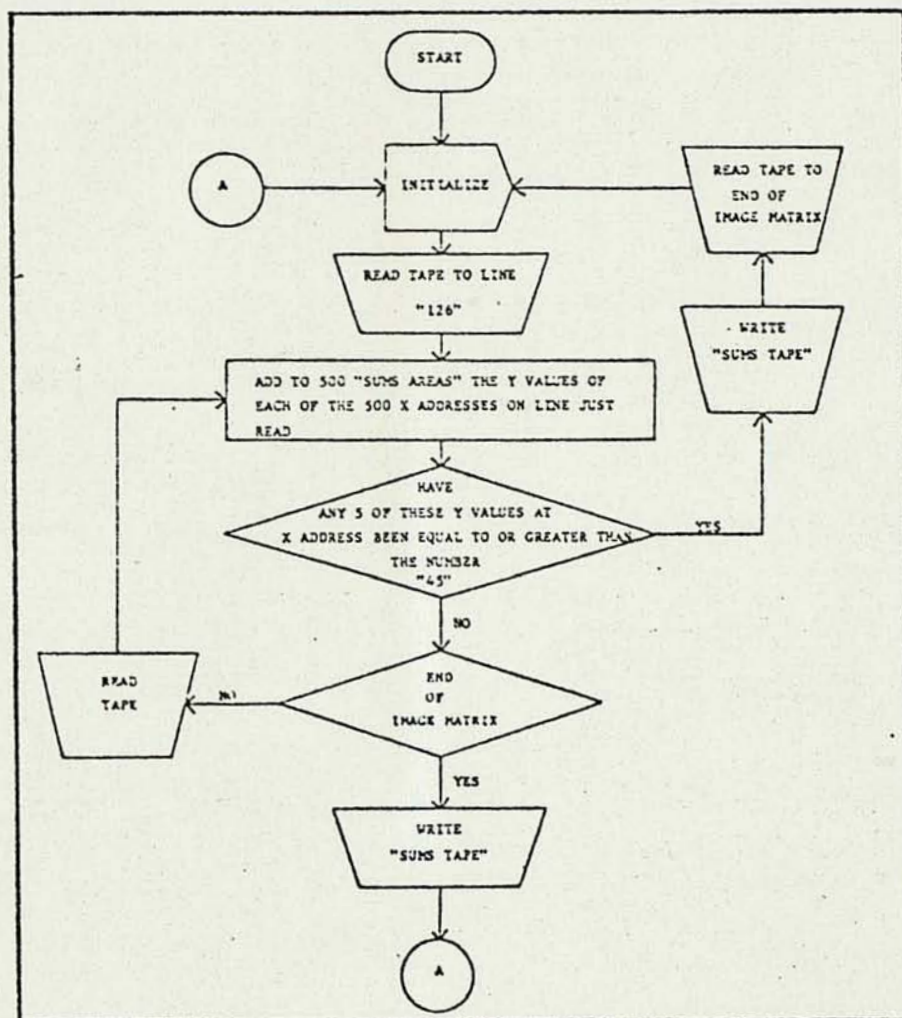 START
A
INITIALIZE
READ TAPE TO
END OF
IMAGE MATRIX
READ TAPE TO LINE
"126"
WRITE
"SUMS TAPE"
ADD TO 500 "SUMS AREAS" THE Y VALUES OF
EACH OF THE 500 X ADDRESSES ON LINE JUST
READ
HAVE
ANY 5 OF THESE Y VALUES AT
X ADDRESS BEEN EQUAL TO OR GREATER THAN
THE NUMBER
"45"
YES
NO
READ
TAPE
NO
END
OF
IMAGE MATRIX
YES
WRITE
"SUMS TAPE"
A